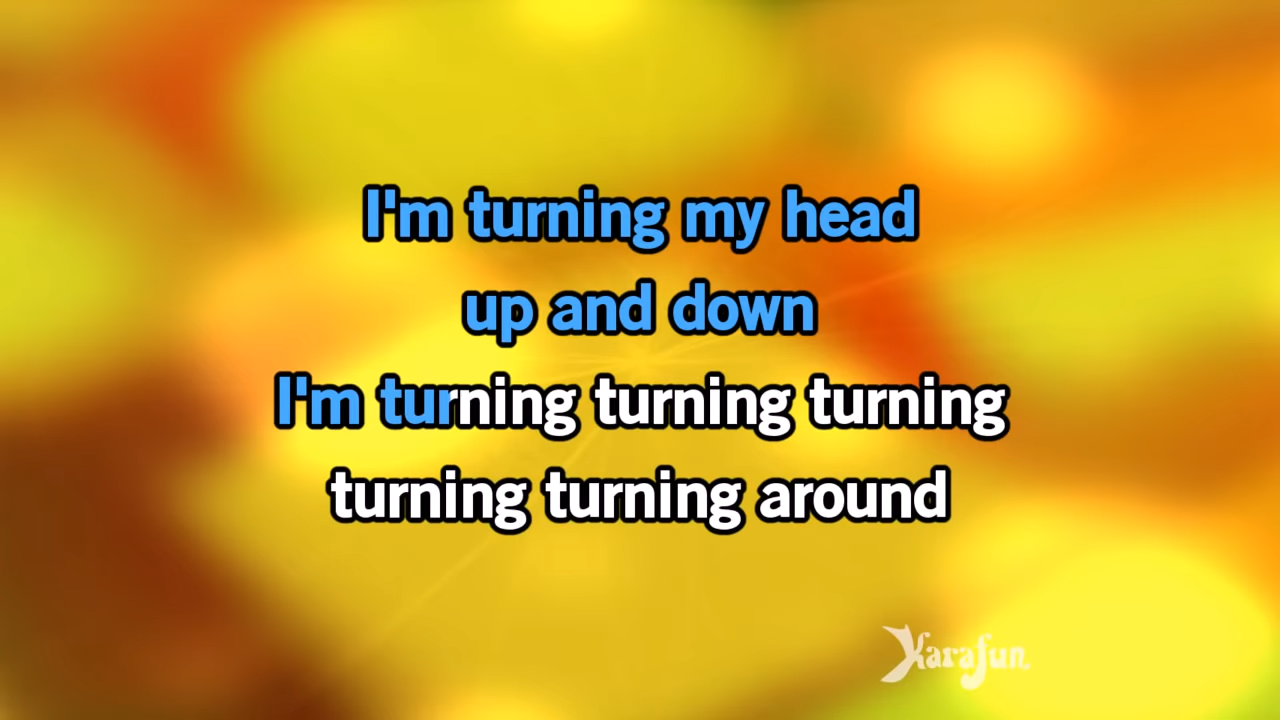 I'm turning my head
up and down
I'm turning turning turning
turning turning around
Karafun